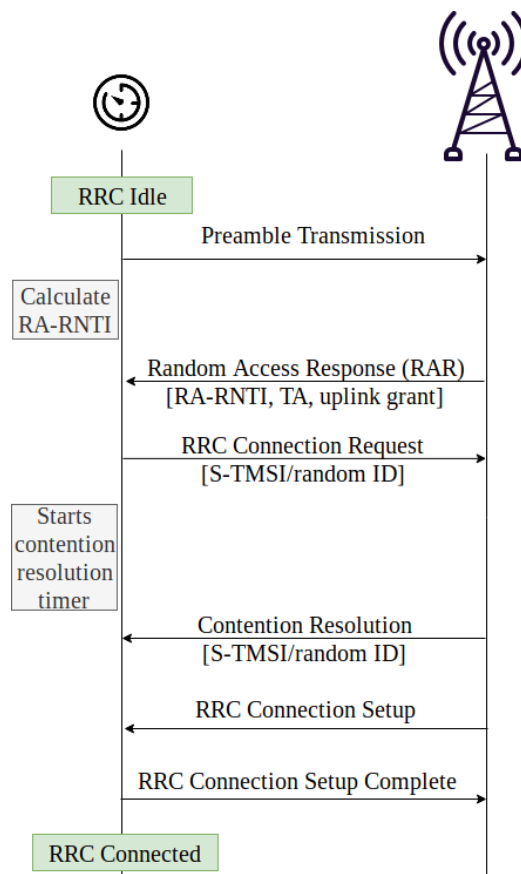 RRC Idle
Preamble Transmission
Calculate
RA-RNTI
Random Access Response (RAR)
[RA-RNTI, TA, uplink grant]
RRC Connection Request
[S-TMSI/random ID]
Starts
contention
resolution
timer
Contention Resolution
[S-TMSI/random ID]
RRC Connection Setup
RRC Connection Setup Complete
RRC Connected